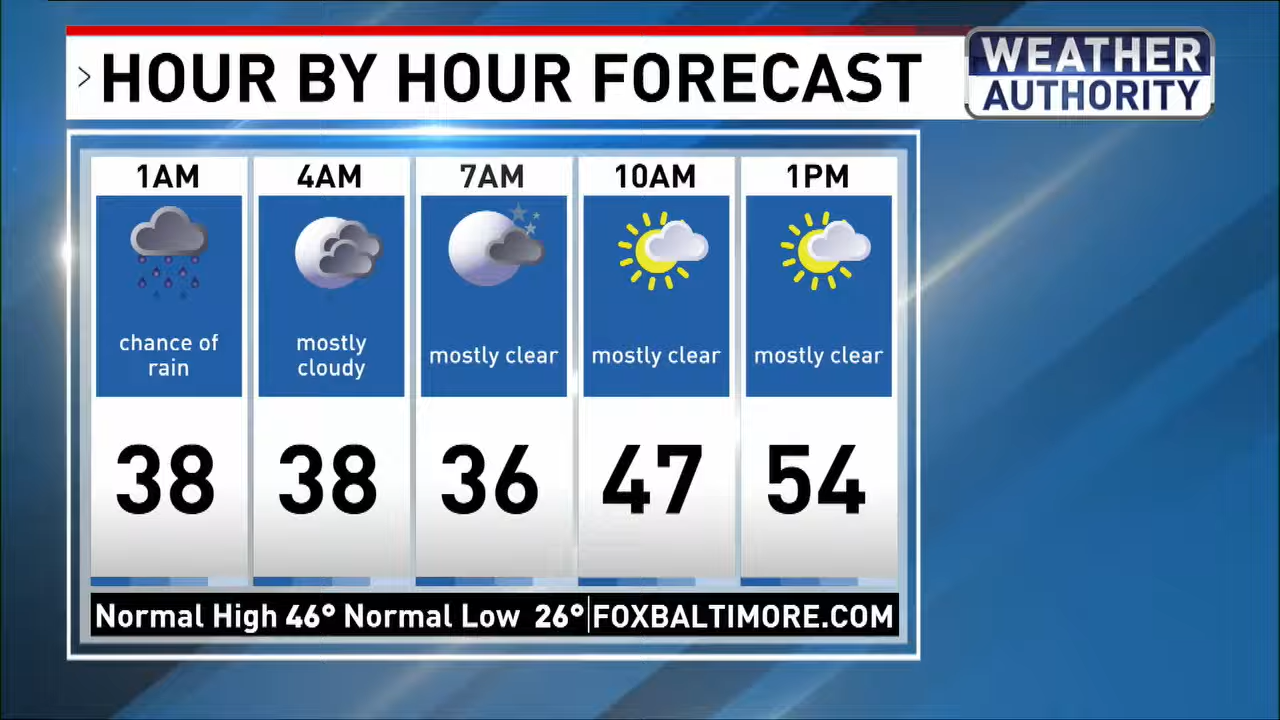 > HOUR BY HOUR FORECAST
WEATHER
AUTHORITY
1AM 4AM 7AM 10AM 1PM
chance of
rain
mostly
cloudy
mostly clear
mostly clear
mostly clear
38 38 36 47 54
Normal High 46° Normal Low 26°|FOXBALTIMORE.COM